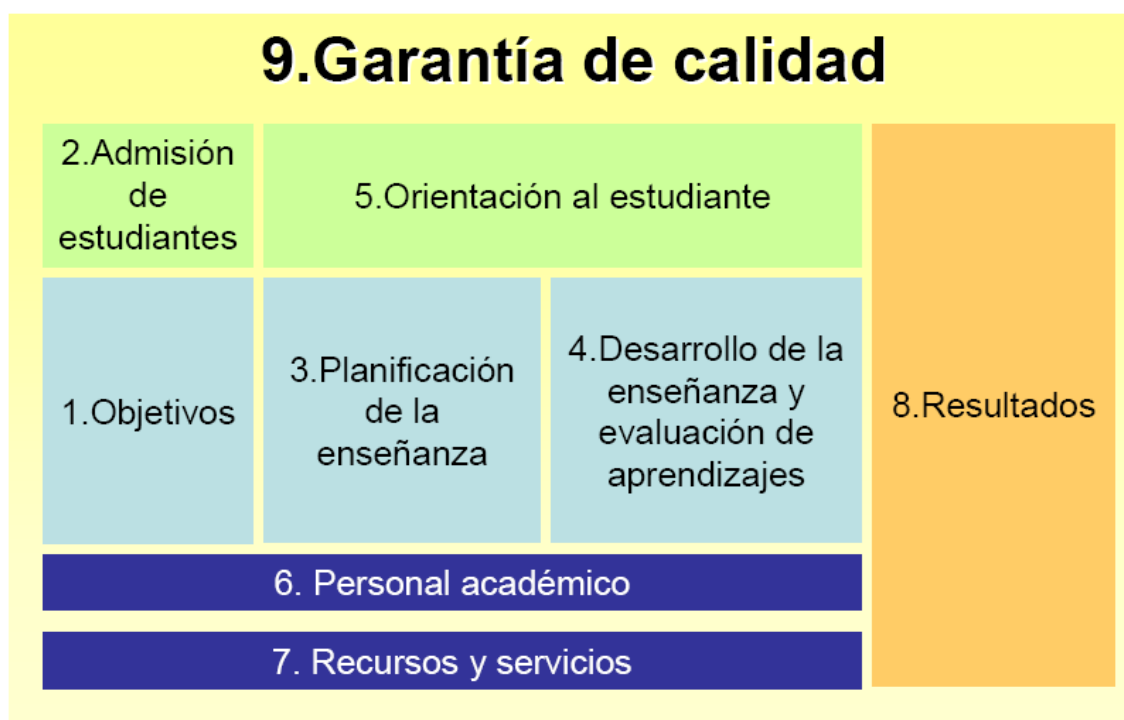 9.Garantía de calidad
2.Admisión
de
estudiantes
5.Orientación al estudiante
1.Objetivos
3.Planificación
de la
enseñanza
4.Desarrollo de la
enseñanza y
evaluación de
aprendizajes
8.Resultados
6. Personal académico
7. Recursos y servicios